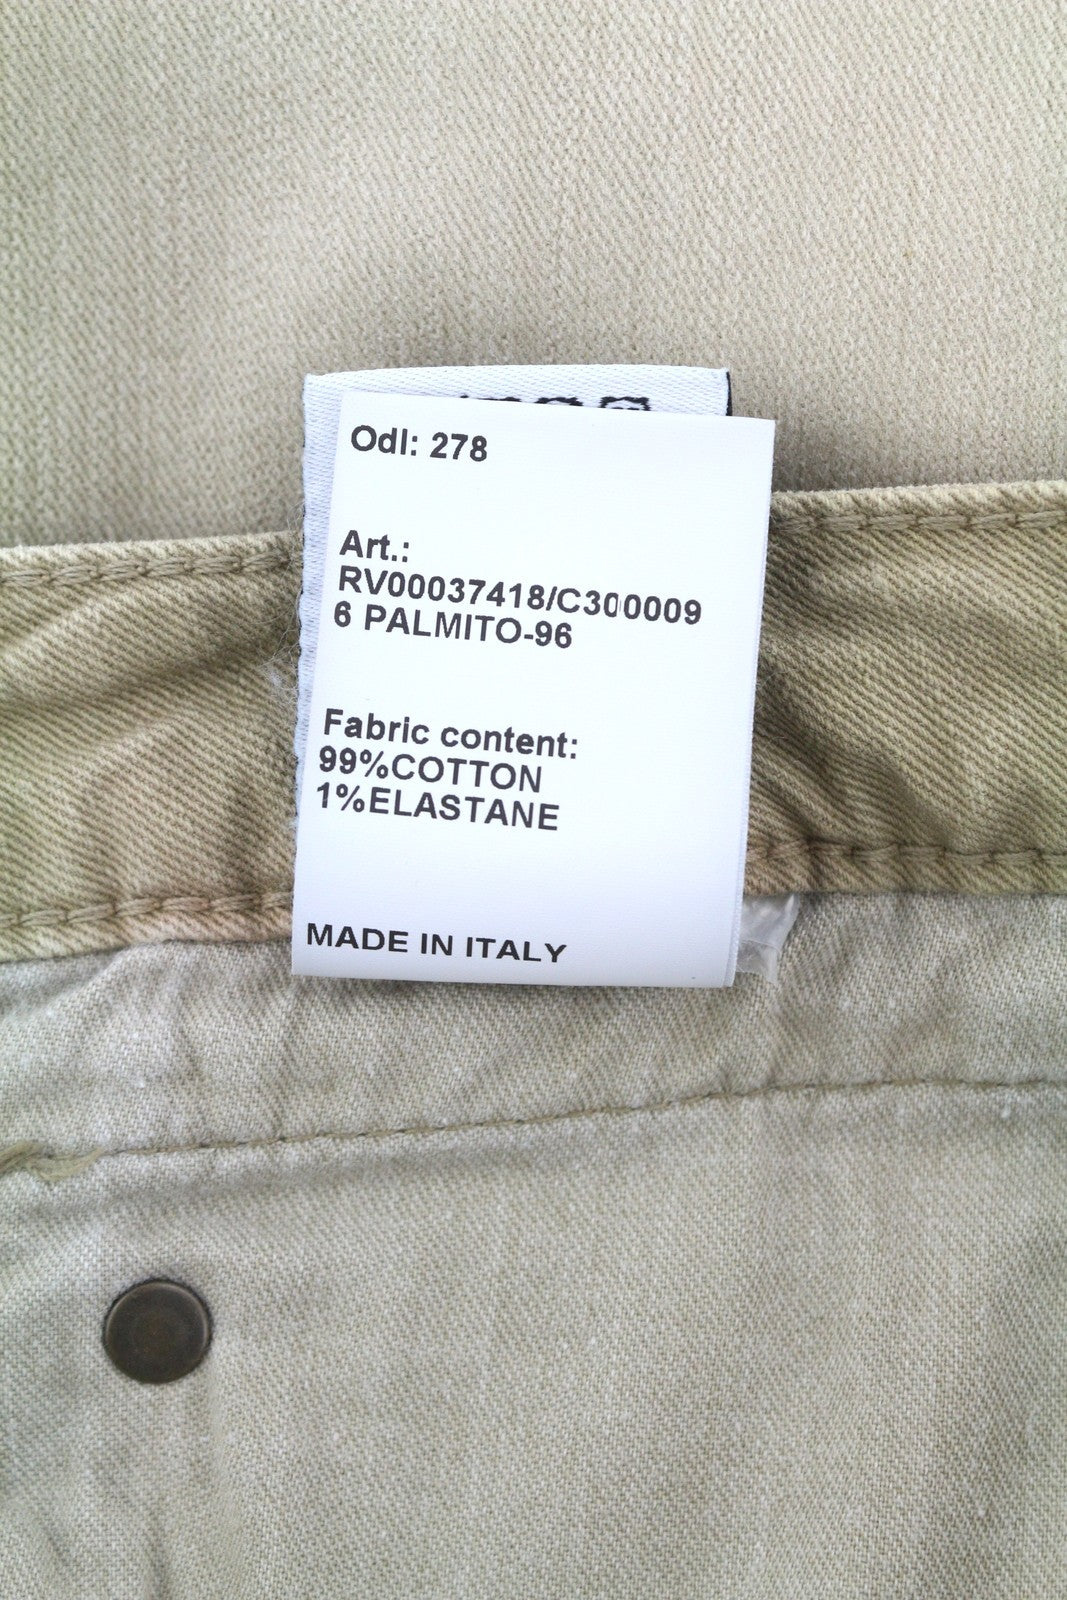 Odl: 278
Art.:
RV00037418/C300009
6 PALMITO-96
Fabric content:
99%COTTON
1%ELASTANE
MADE IN ITALY